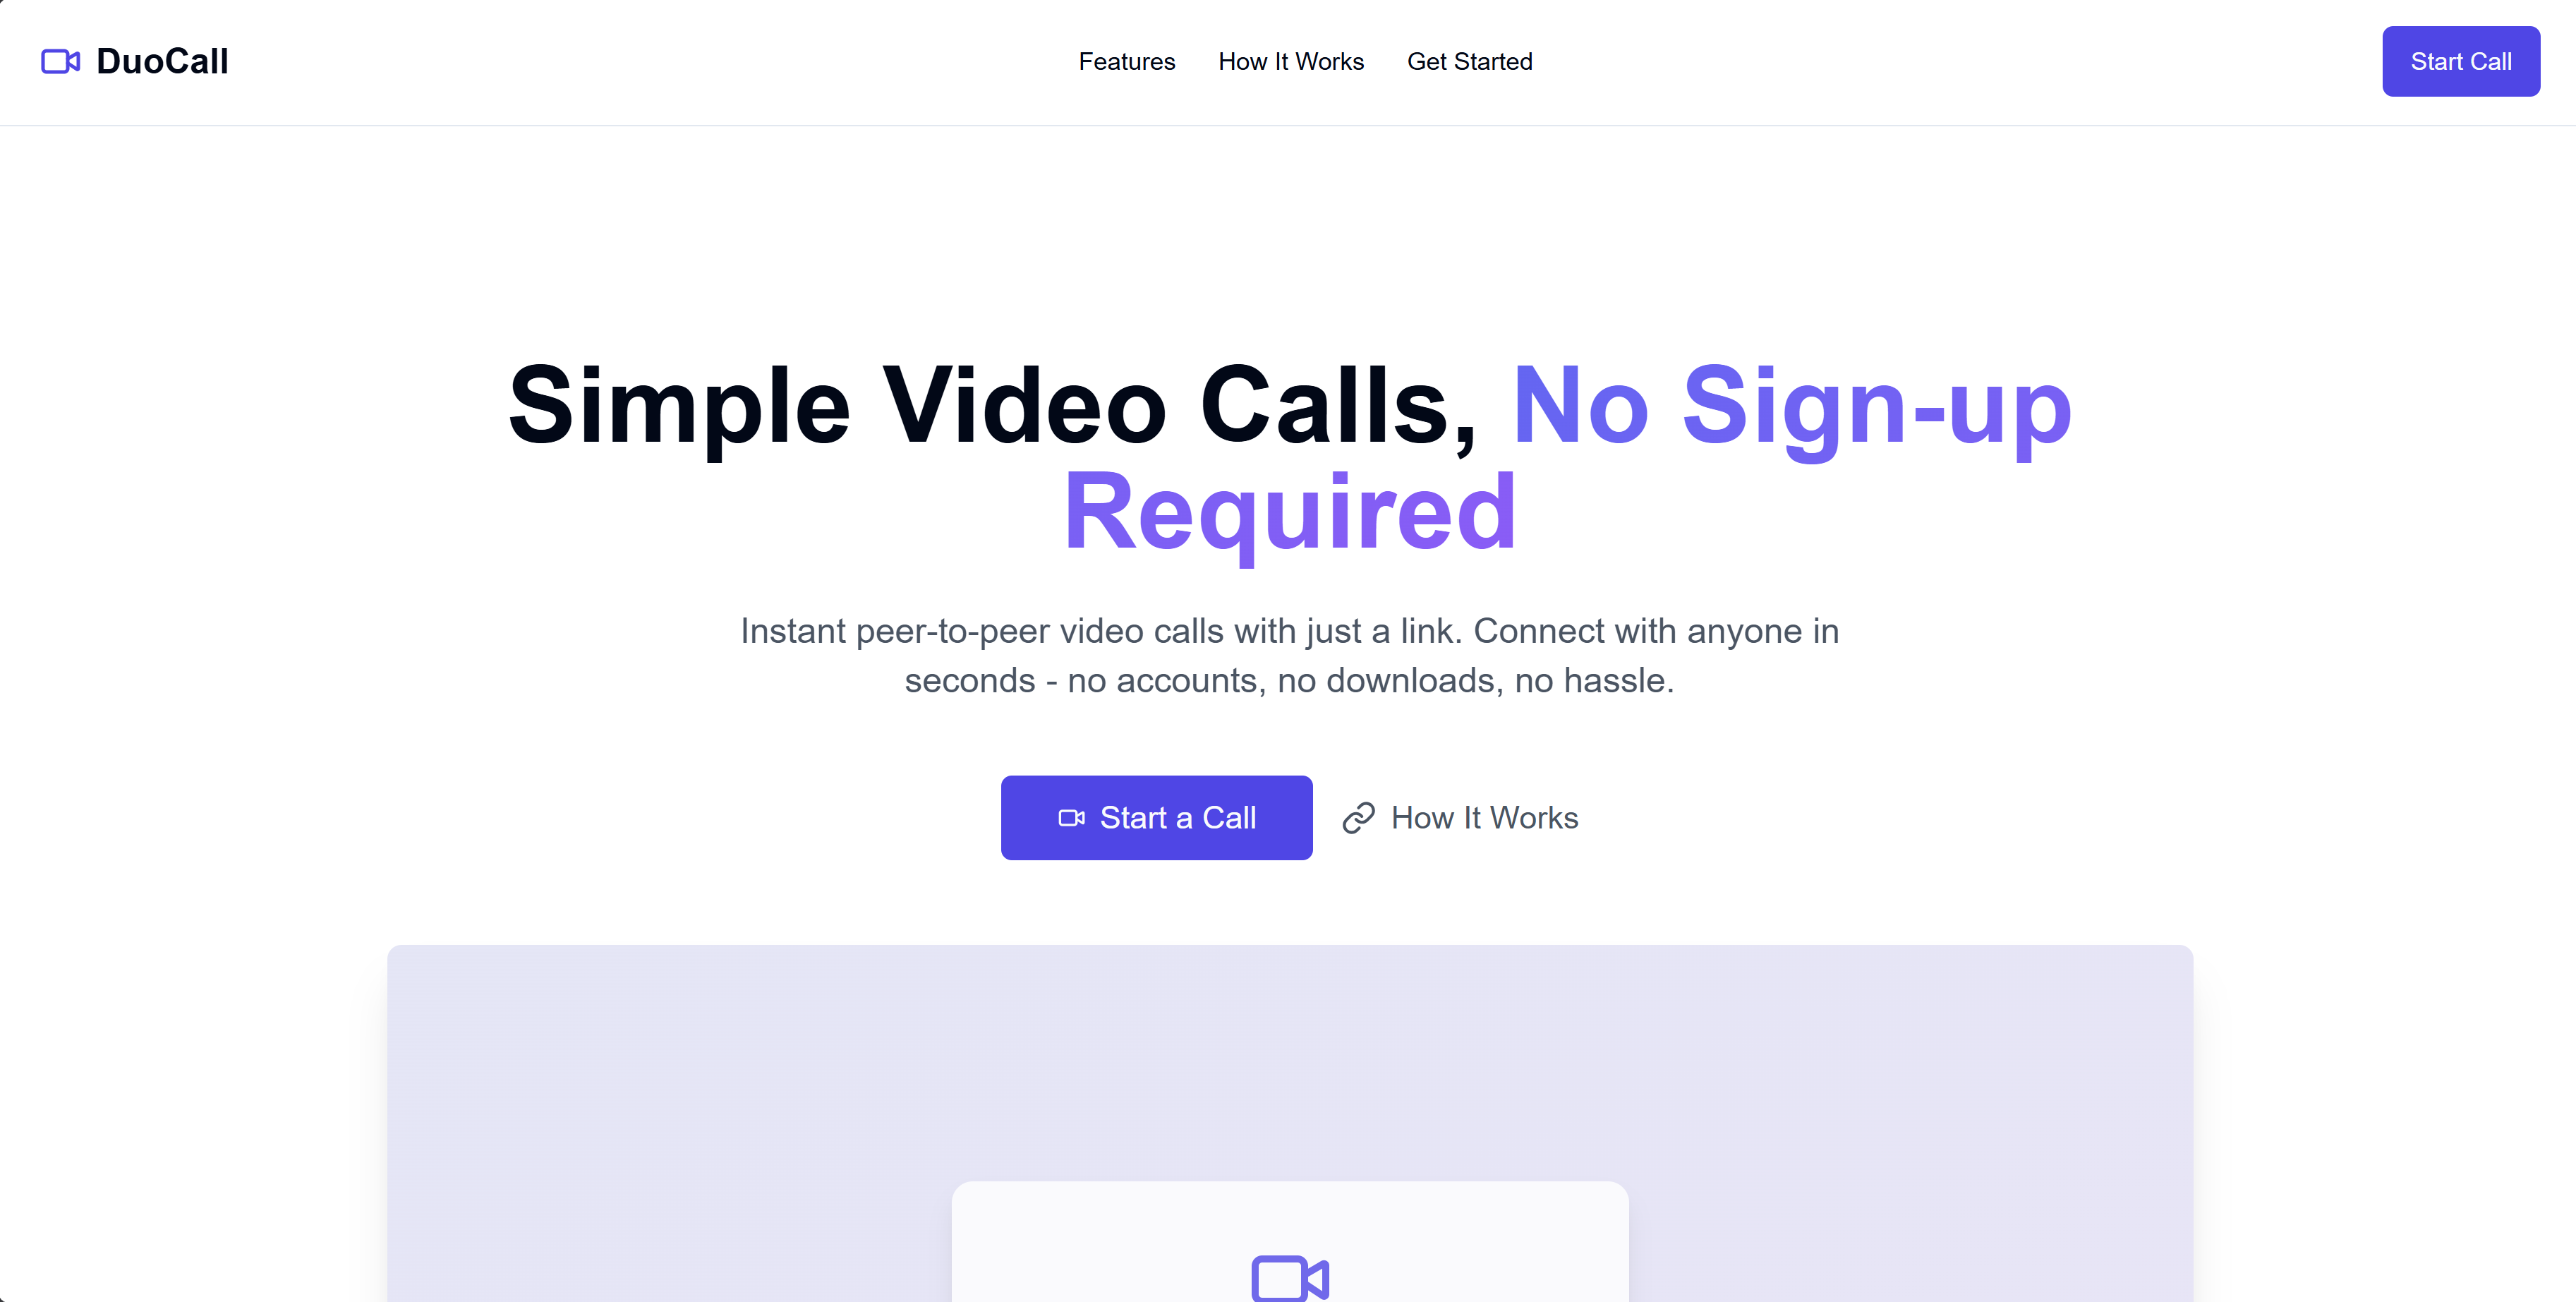 DuoCall
Features
How It Works
Get Started
Start Call
Simple Video Calls, No Sign-up
Required
Instant peer-to-peer video calls with just a link. Connect with anyone in
seconds - no accounts, no downloads, no hassle.
Start a Call
How It Works